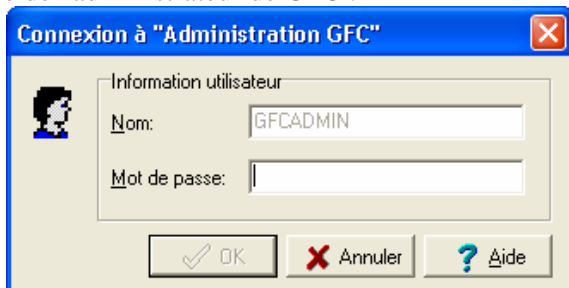 Connexion à "Administration GFC"
Information utilisateur
Nom: GFCADMIN
Mot de passe:
OK Annuler Aide